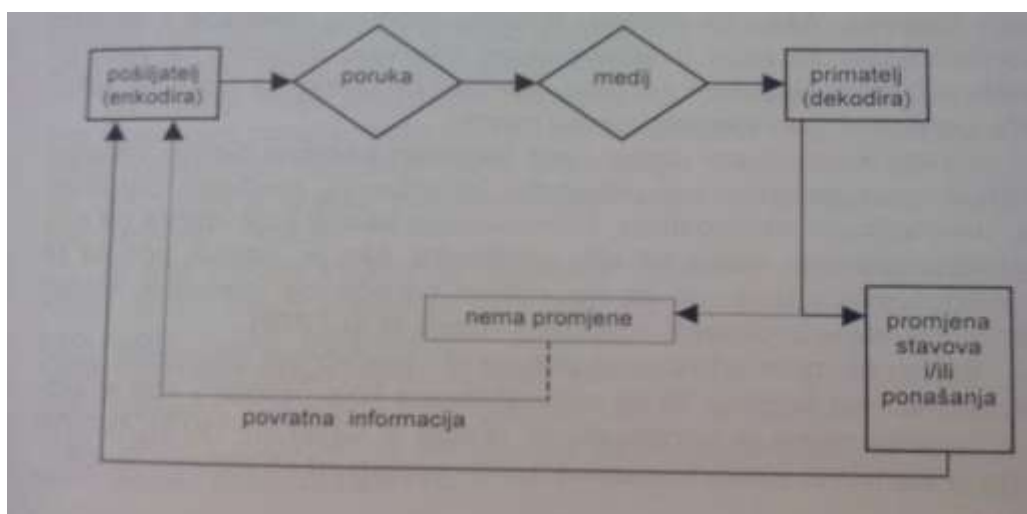 pošiljatelj
(enkodira)
poruka
medij
primatelj
(dekodira)
nema promjene
promjena
stavova
i/ili
ponašanja
povratna informacija